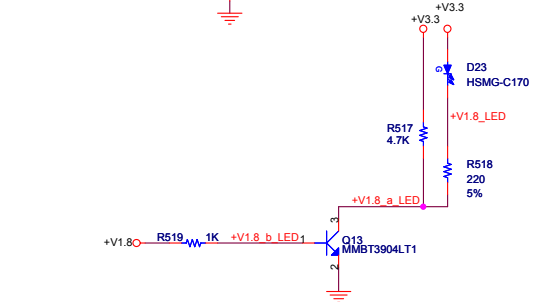 +V3.3
+V3.3
D23
G
HSMG-C170
+V1.8_LED
R517
4.7K
R518
220
5%
+V1.8_a_LED
3
+V1.8
R519
1K
+V1.8_b_LED
1
Q13
MMBT3904LT1
2